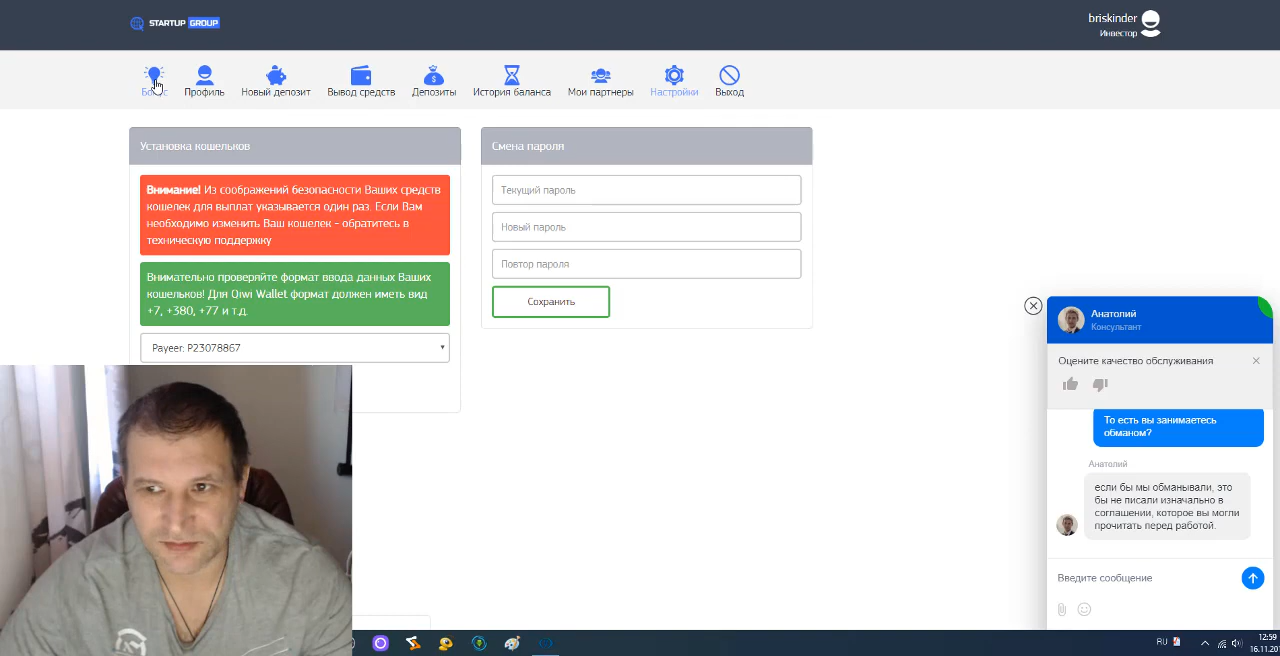 STARTUP GROUP
briskinder
Инвестор
Профиль
Новый депозит
Вывод средств
Депозиты
История баланса
Мои партнеры
Настройки
Выход
Установка кошельков
Внимание! Из соображений безопасности Ваших средств
кошелек для выплат указывается один раз. Если Вам
необходимо изменить Ваш кошелек - обратитесь в
техническую поддержку
Внимательно проверяйте формат ввода данных Ваших
кошельков! Для Qiwi Wallet формат должен иметь вид
+7, +380, +77 и т.д.
Payeer: P23078867
Смена пароля
Текущий пароль
Новый пароль
Повтор пароля
Сохранить
Анатолий
Консультант
Оцените качество обслуживания
То есть вы занимаетесь
обманом?
Анатолий
если бы мы обманывали, это
бы не писали изначально в
соглашении, которое вы могли
прочитать перед работой.
Введите сообщение
RU
12:59
16.11.20